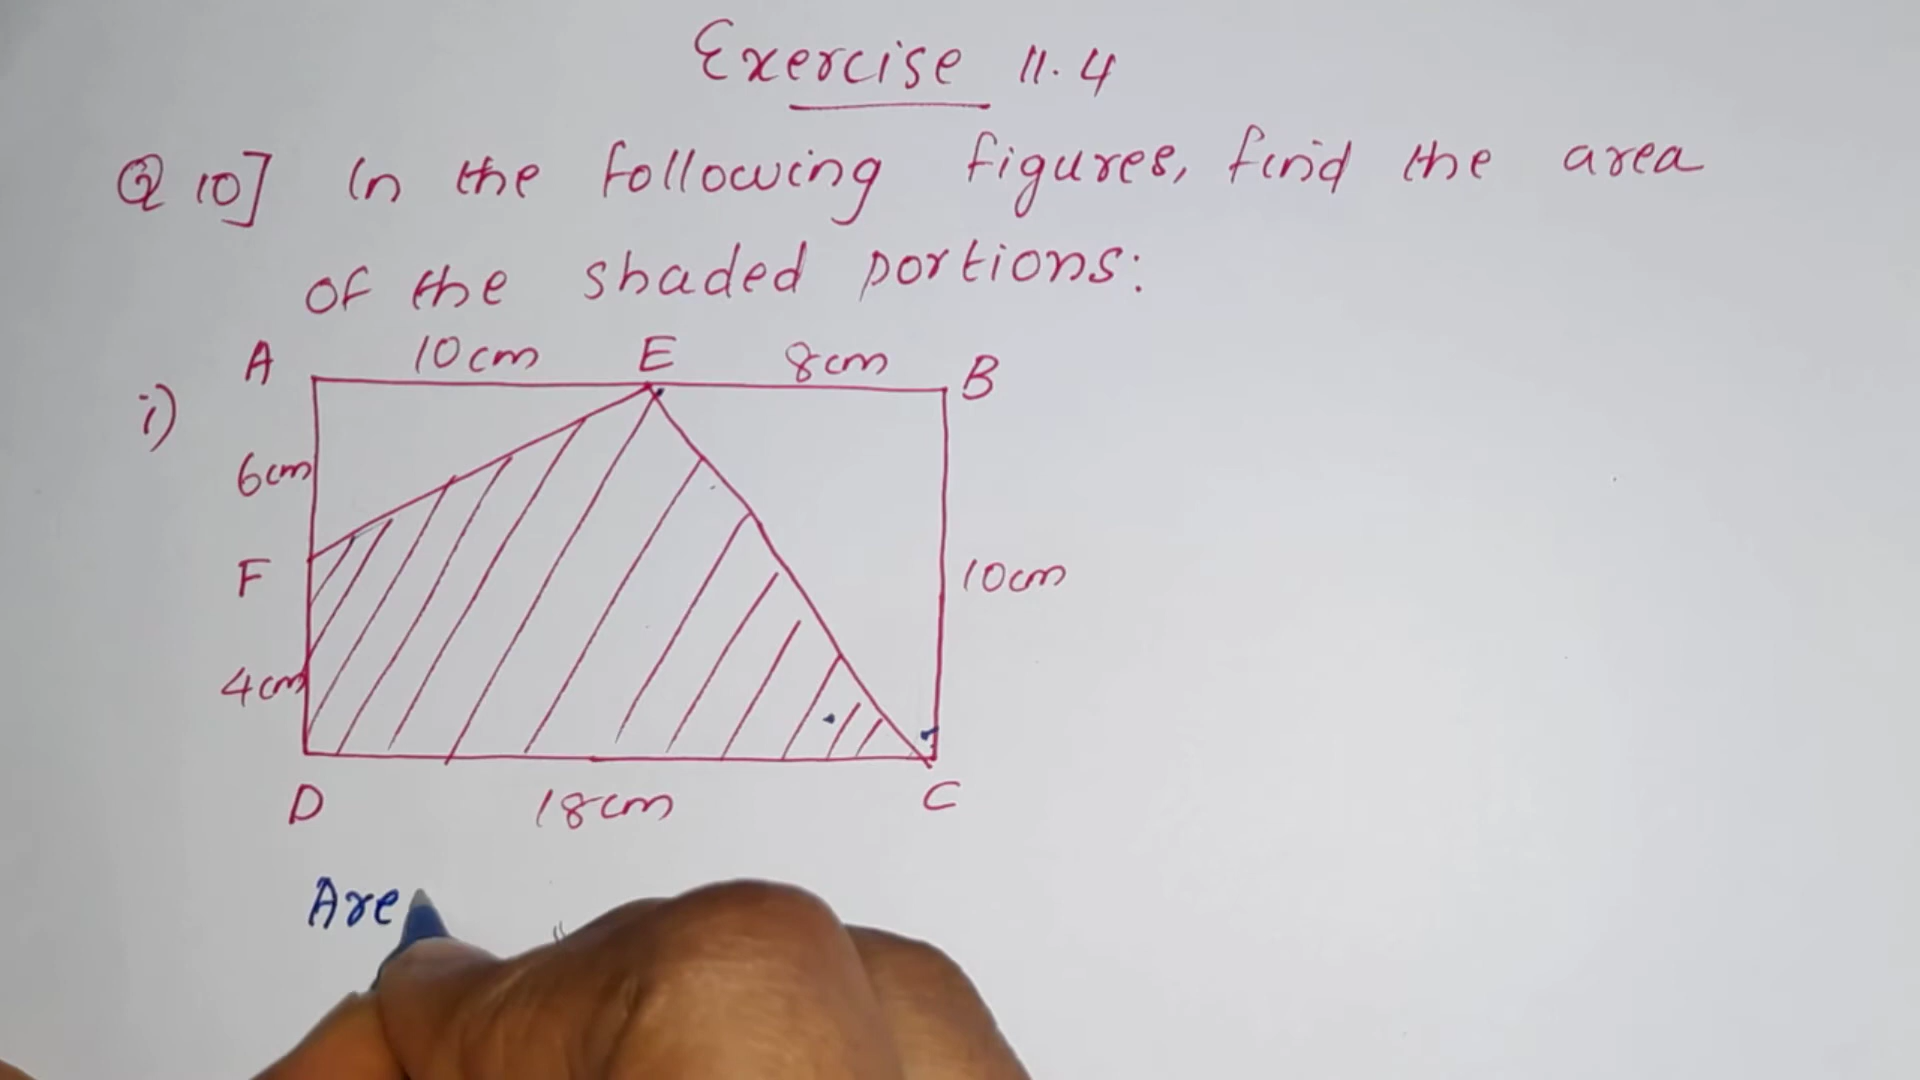 Exercise 11.4
Q 10] In the following figures, find the area
of the shaded portions:
A 10cm E 8cm B
i)
6cm
F 10cm
4cm
D 18cm C
Are